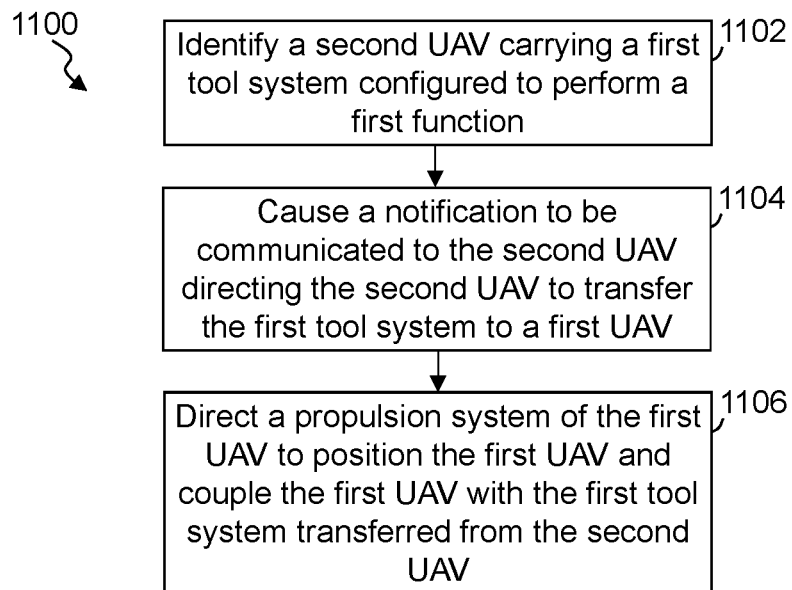 1100
Identify a second UAV carrying a first
tool system configured to perform a
first function
1102
Cause a notification to be
communicated to the second UAV
directing the second UAV to transfer
the first tool system to a first UAV
1104
Direct a propulsion system of the first
UAV to position the first UAV and
couple the first UAV with the first tool
system transferred from the second
UAV
1106